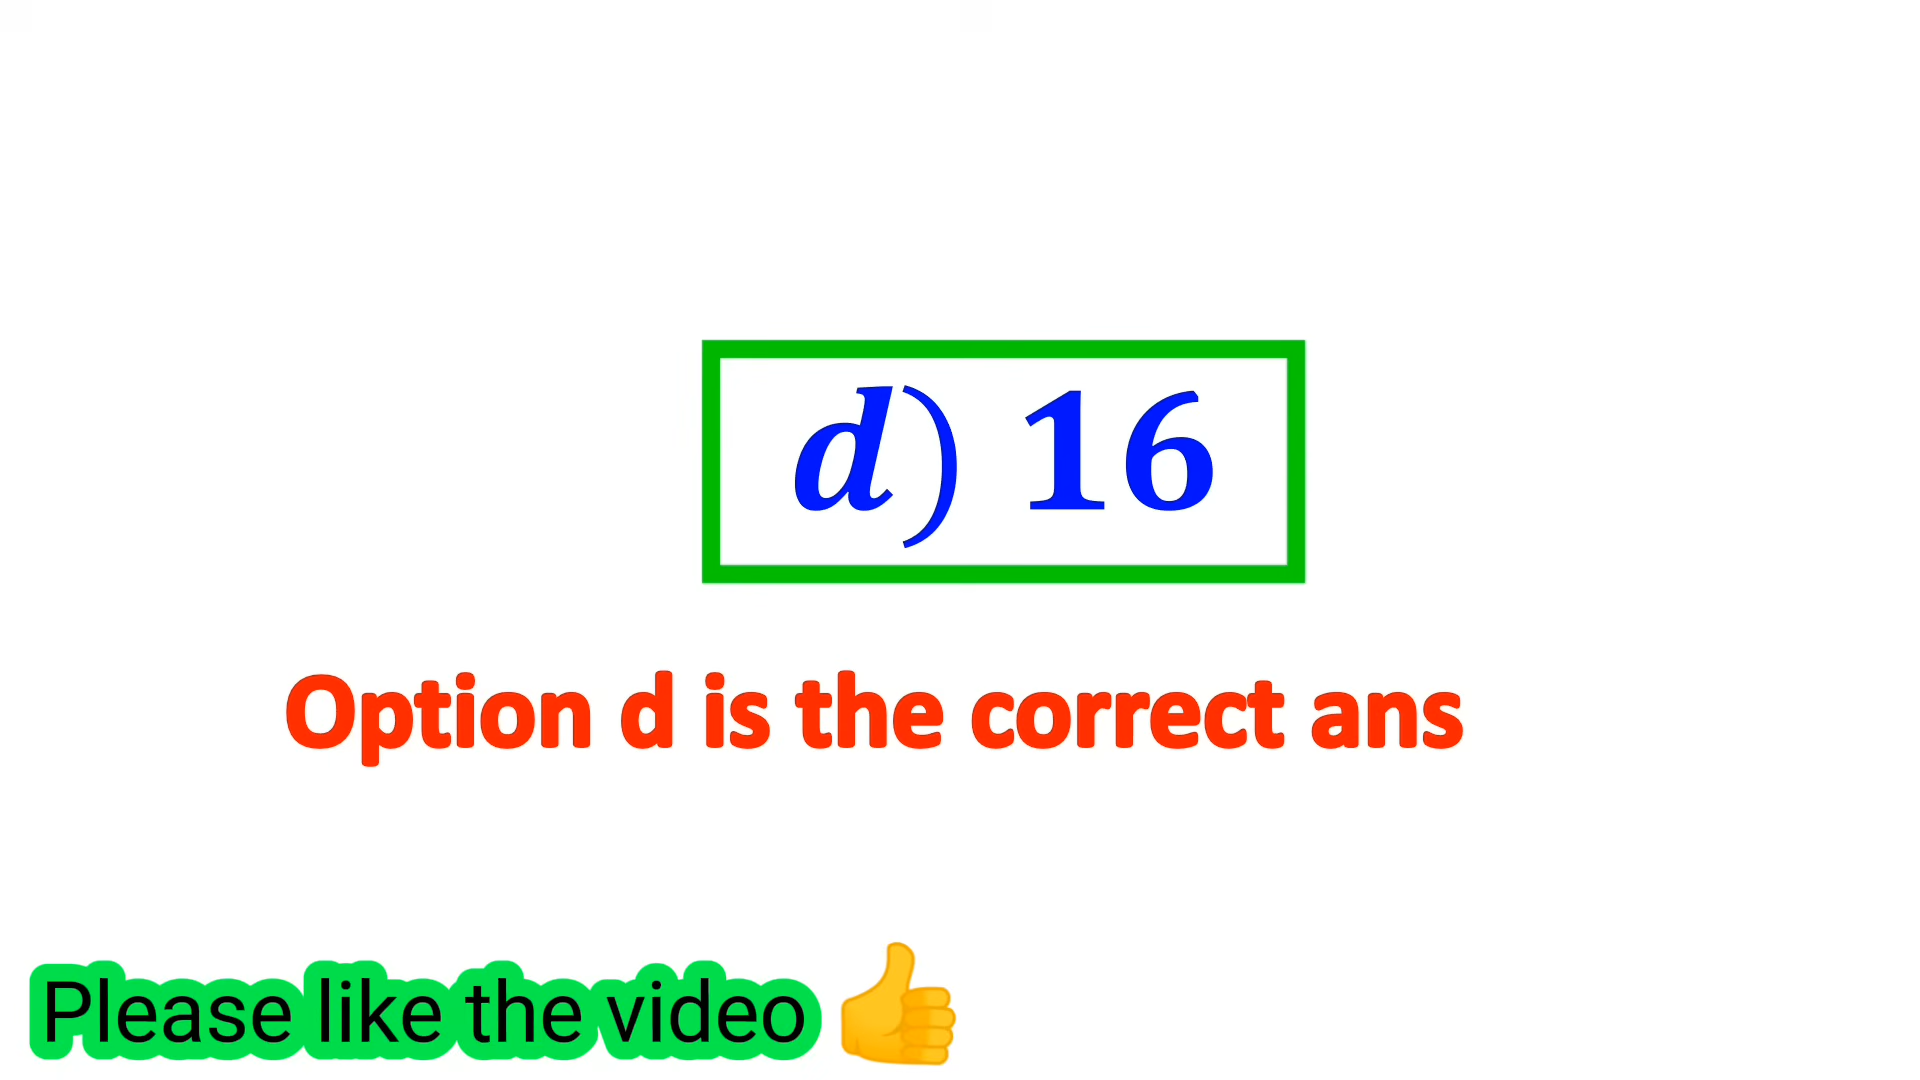 d) 16
Option d is the correct ans
Please like the video 👍